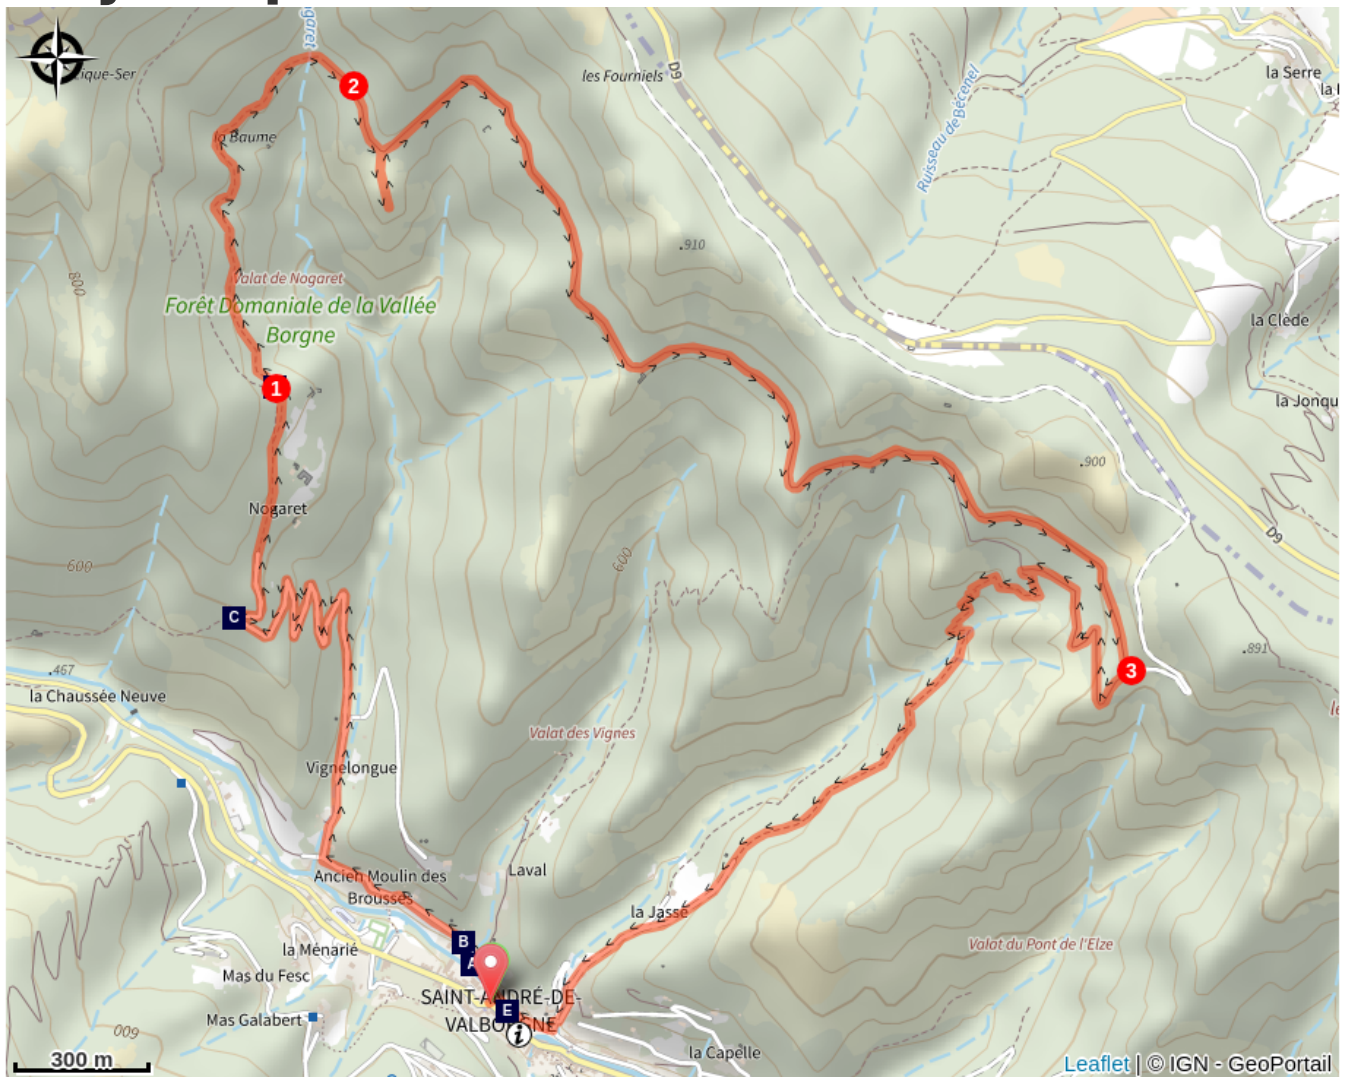 garet
ique-Ser
les Fourniels
D9
la Serre
Ruisseau de Bécenel
2
la Baume
.910
800
Valat de Nogaret
Forêt Domaniale de la Vallée
Borgne
la Clède
1
la Jonqu
.900
Nogaret
D9
600
600
C
.891
.467
3
la Chaussée Neuve
Valat des Vignes
Vignelongue
Laval
Ancien Moulin des
Brousses
la Jasse
B
la Ménarié
Valat du Pont de l'Elze
A
Mas du Fesc
SAINT-ANDRÉ-DE-
E
Mas Galabert
VALBORGNE
i
600
la Capelle
300 m
Leaflet | © IGN - GeoPortail